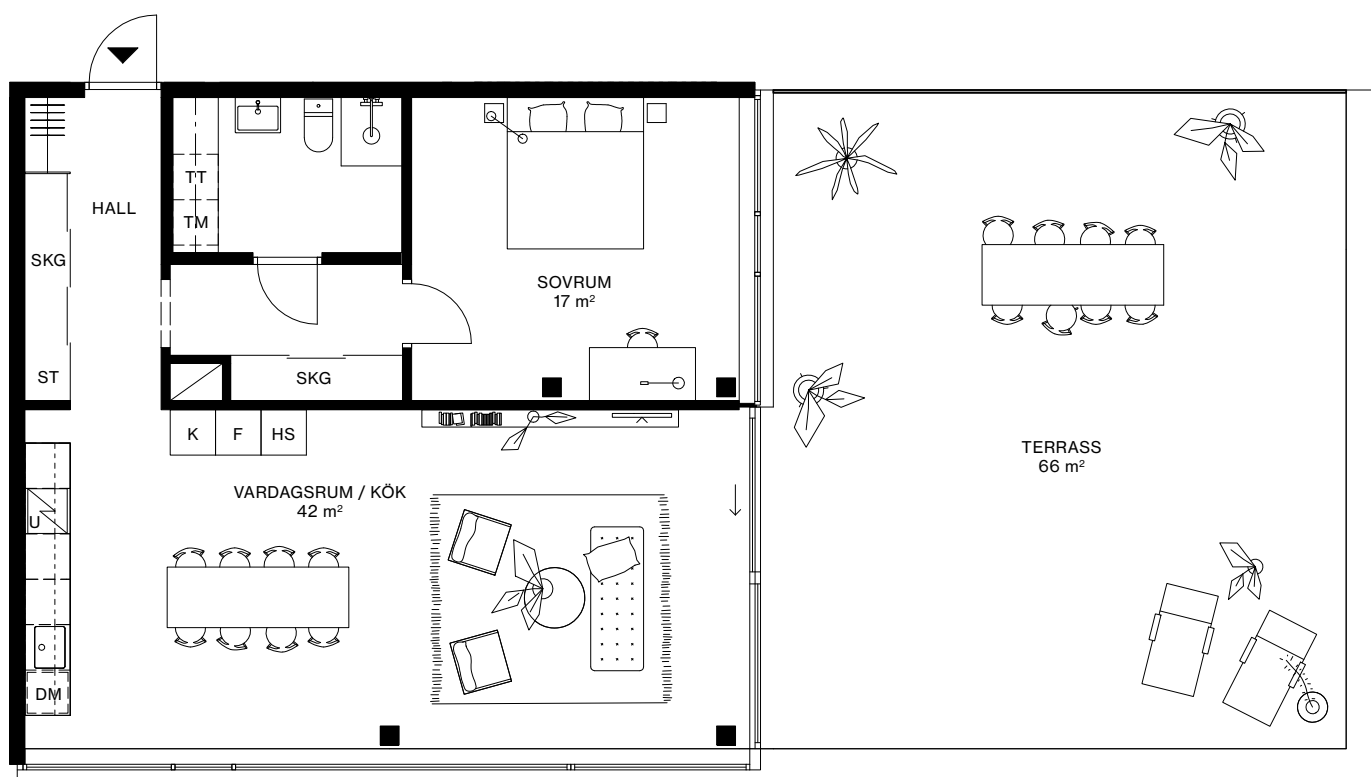 HALL
TT
TM
SKG
ST
SKG
SOVRUM
17 m²
K
F
HS
VARDAGSRUM / KÖK
42 m²
U
DM
TERRASS
66 m²